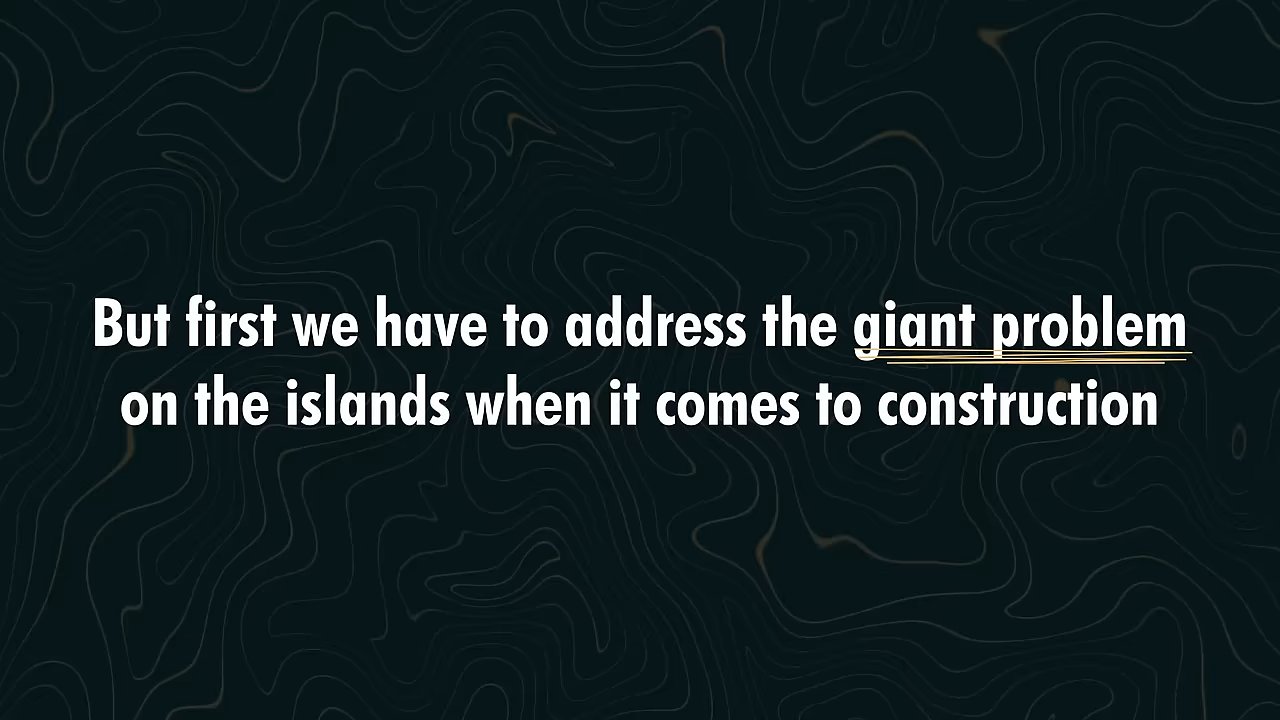 But first we have to address the giant problem
on the islands when it comes to construction